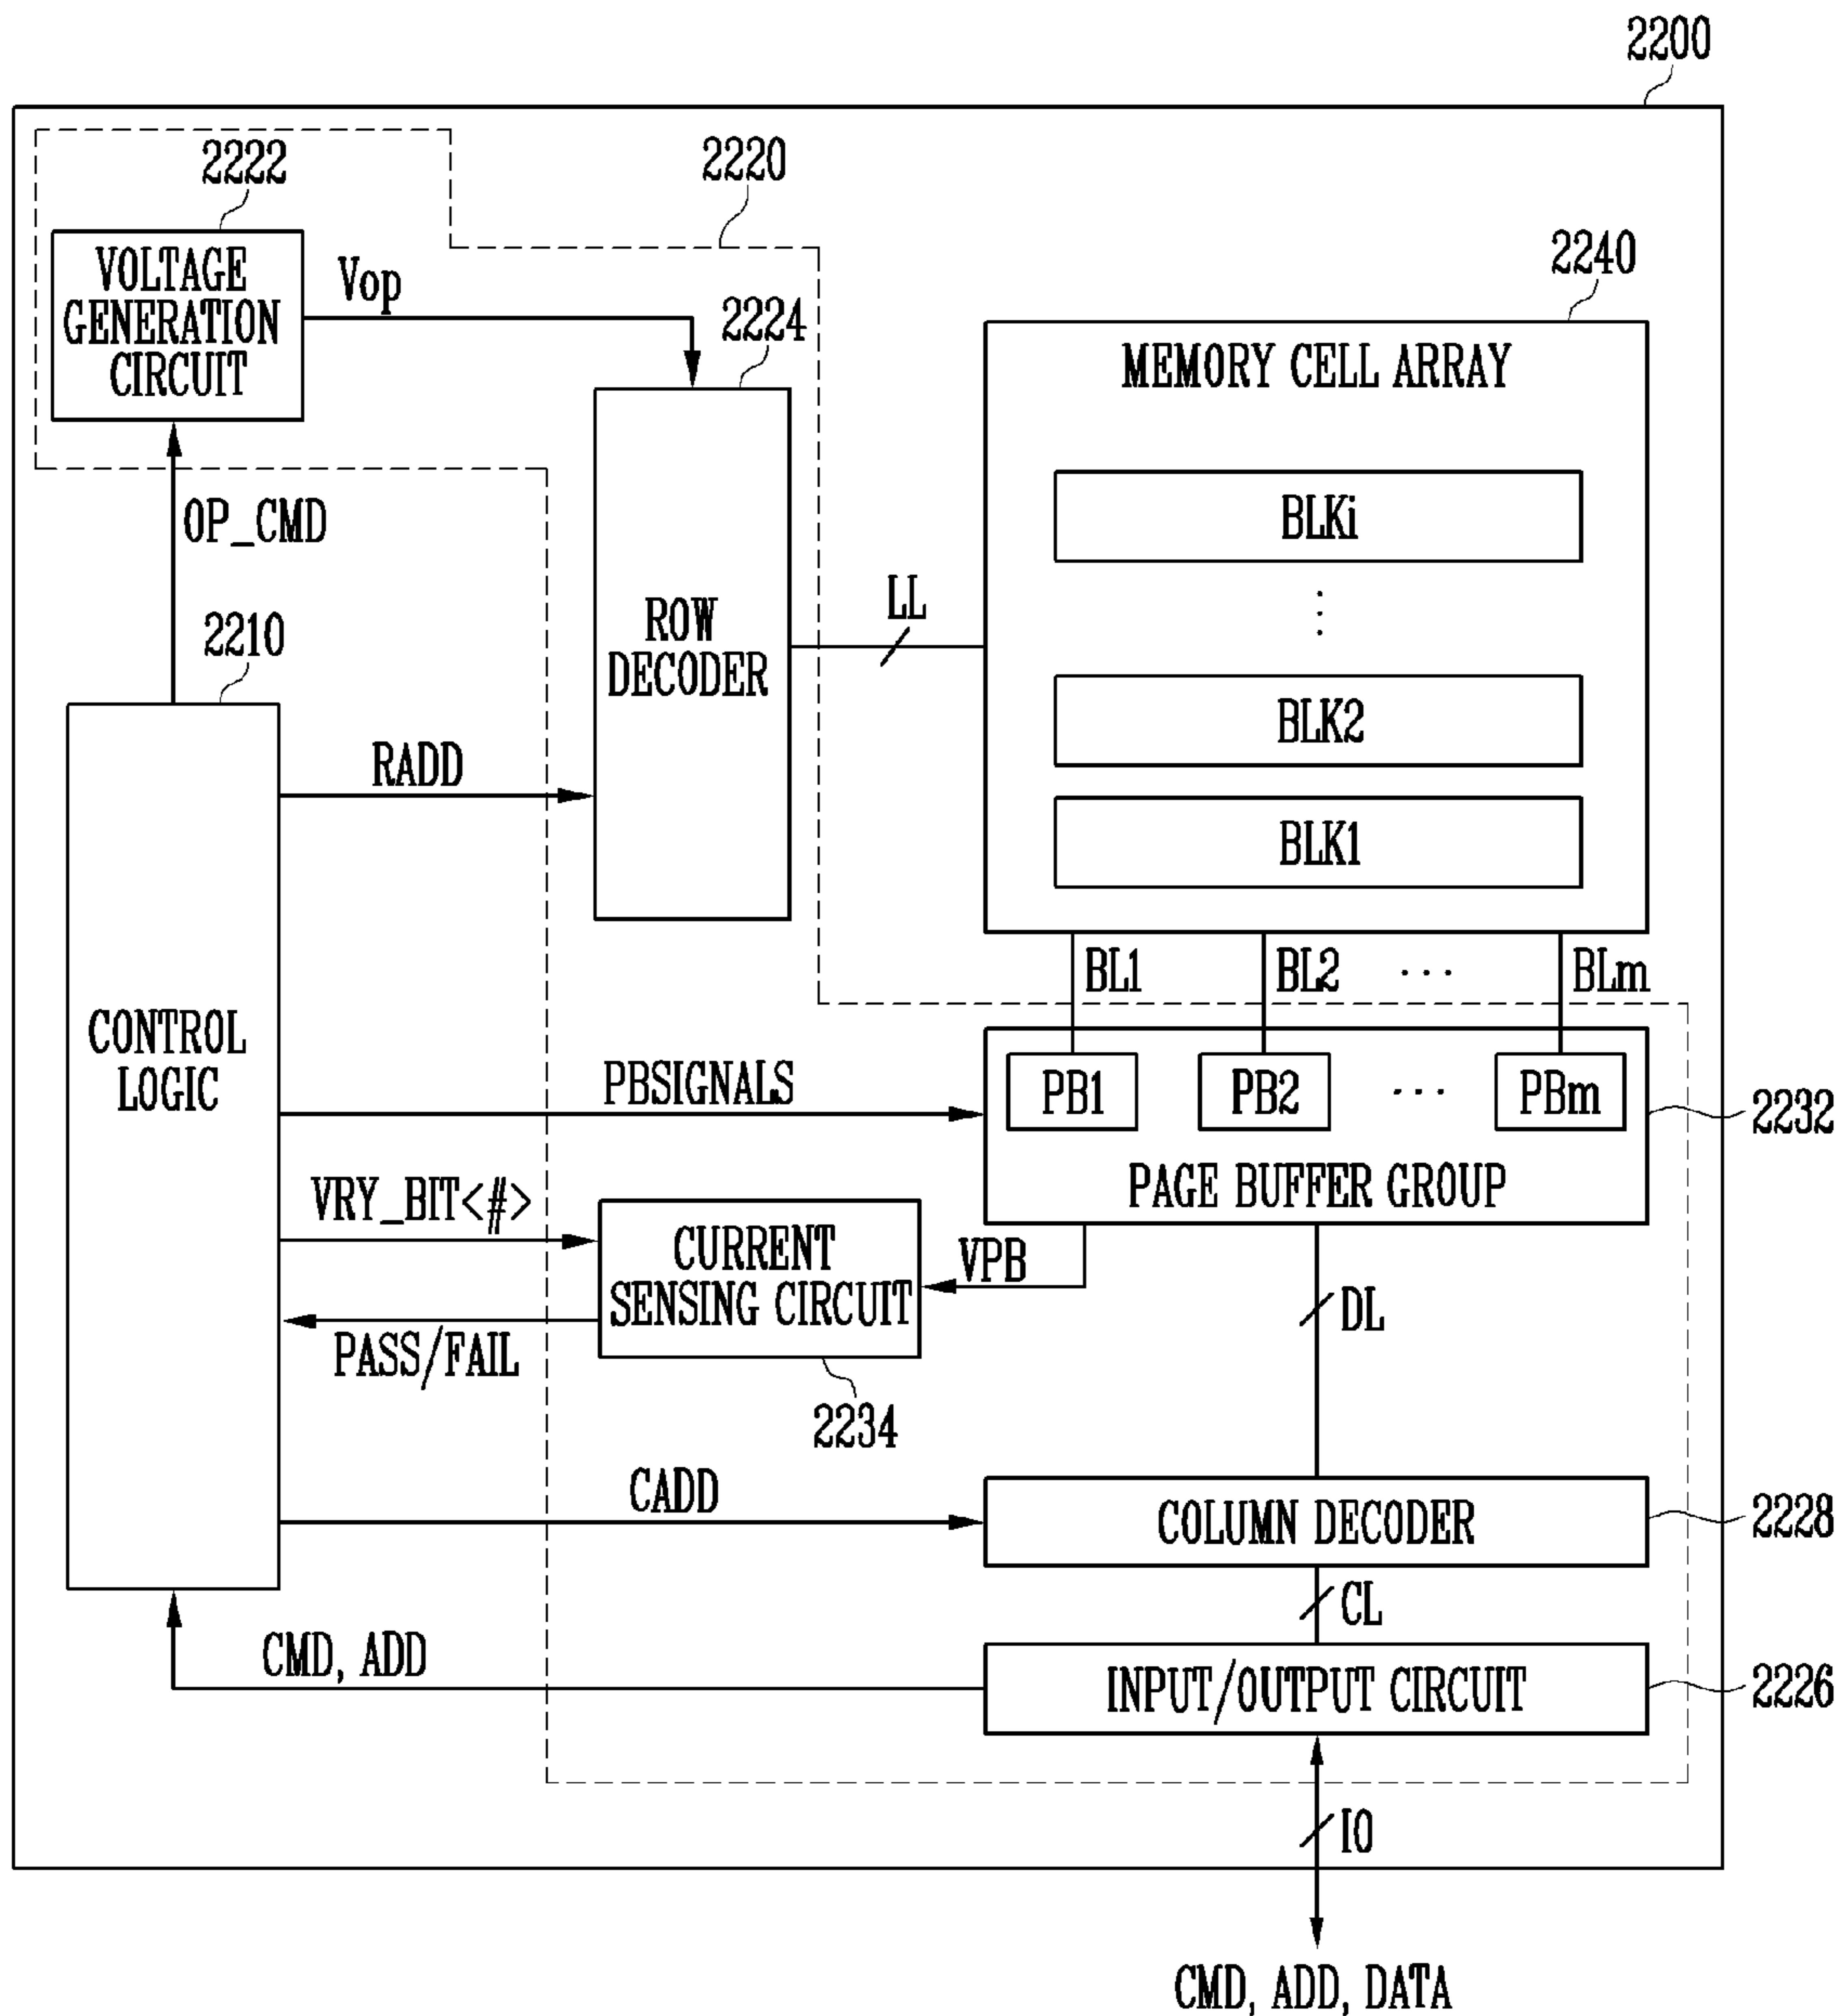 2200
2222
2220
VOLTAGE
GENERATION
CIRCUIT
Vop
2224
2240
MEMORY CELL ARRAY
BLKi
⋮
BLK2
BLK1
OP_CMD
2210
ROW
DECODER
LL
RADD
BL1
BL2
...
BLm
CONTROL
LOGIC
PBSIGNALS
PB1
PB2
...
PBm
2232
PAGE BUFFER GROUP
VRY_BIT<#>
CURRENT
SENSING CIRCUIT
VPB
PASS/FAIL
2234
DL
CADD
COLUMN DECODER
2228
CL
CMD, ADD
INPUT/OUTPUT CIRCUIT
2226
IO
CMD, ADD, DATA